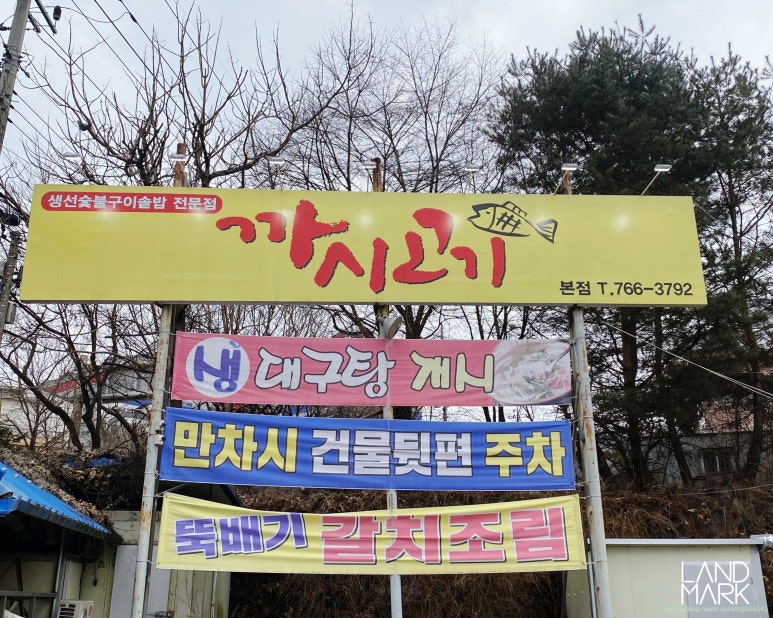 생선숯불구이솥밥 전문점
까시고기
본점 T.766-3792
생 대구탕 개시
만차시 건물뒷편 주차
뚝배기 갈치조림
LAND
MARK